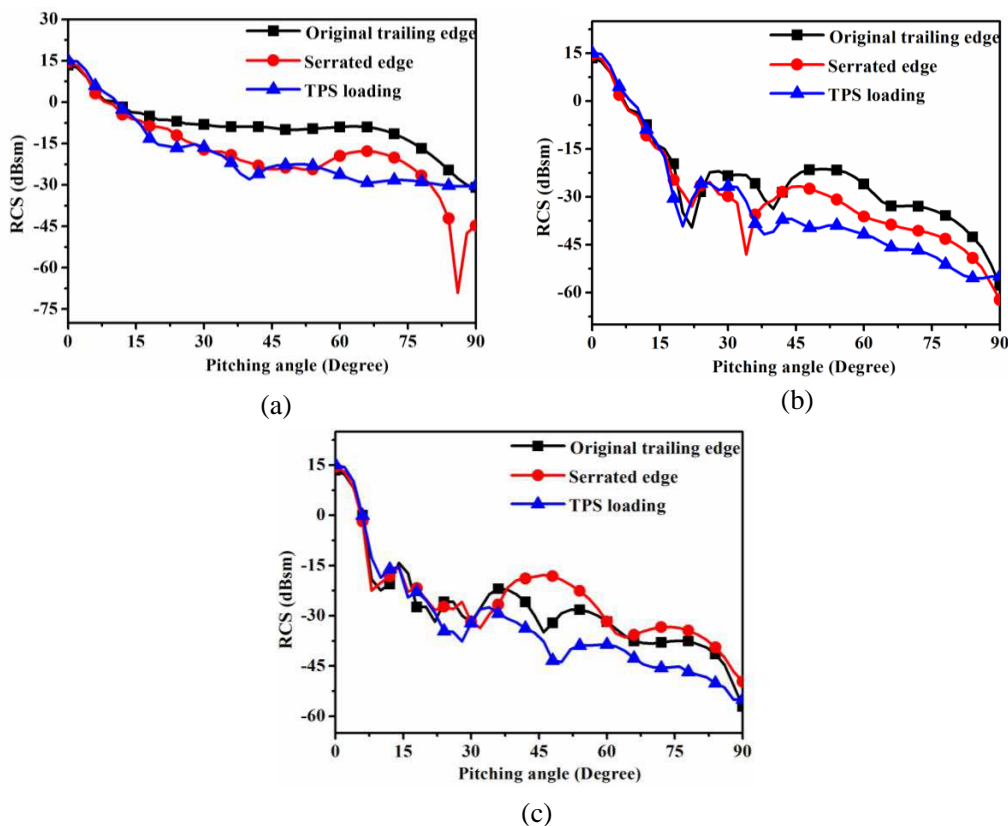 30
15
0
-15
-30
-45
-60
-75
RCS (dBsm)
Original trailing edge
Serrated edge
TPS loading
0 15 30 45 60 75 90
Pitching angle (Degree)
(a)
15
0
-15
-30
-45
-60
RCS (dBsm)
Original trailing edge
Serrated edge
TPS loading
0 15 30 45 60 75 90
Pitching angle (Degree)
(b)
15
0
-15
-30
-45
-60
RCS (dBsm)
Original trailing edge
Serrated edge
TPS loading
0 15 30 45 60 75 90
Pitching angle (Degree)
(c)